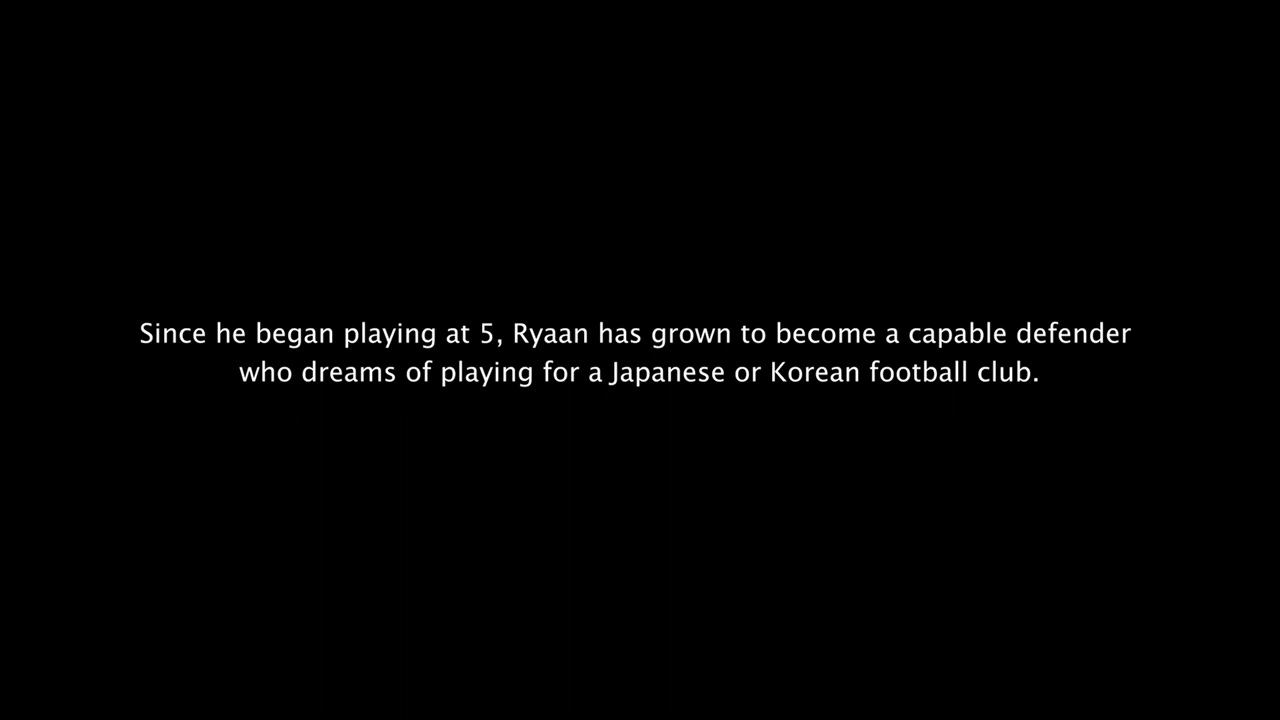 Since he began playing at 5, Ryaan has grown to become a capable defender
who dreams of playing for a Japanese or Korean football club.